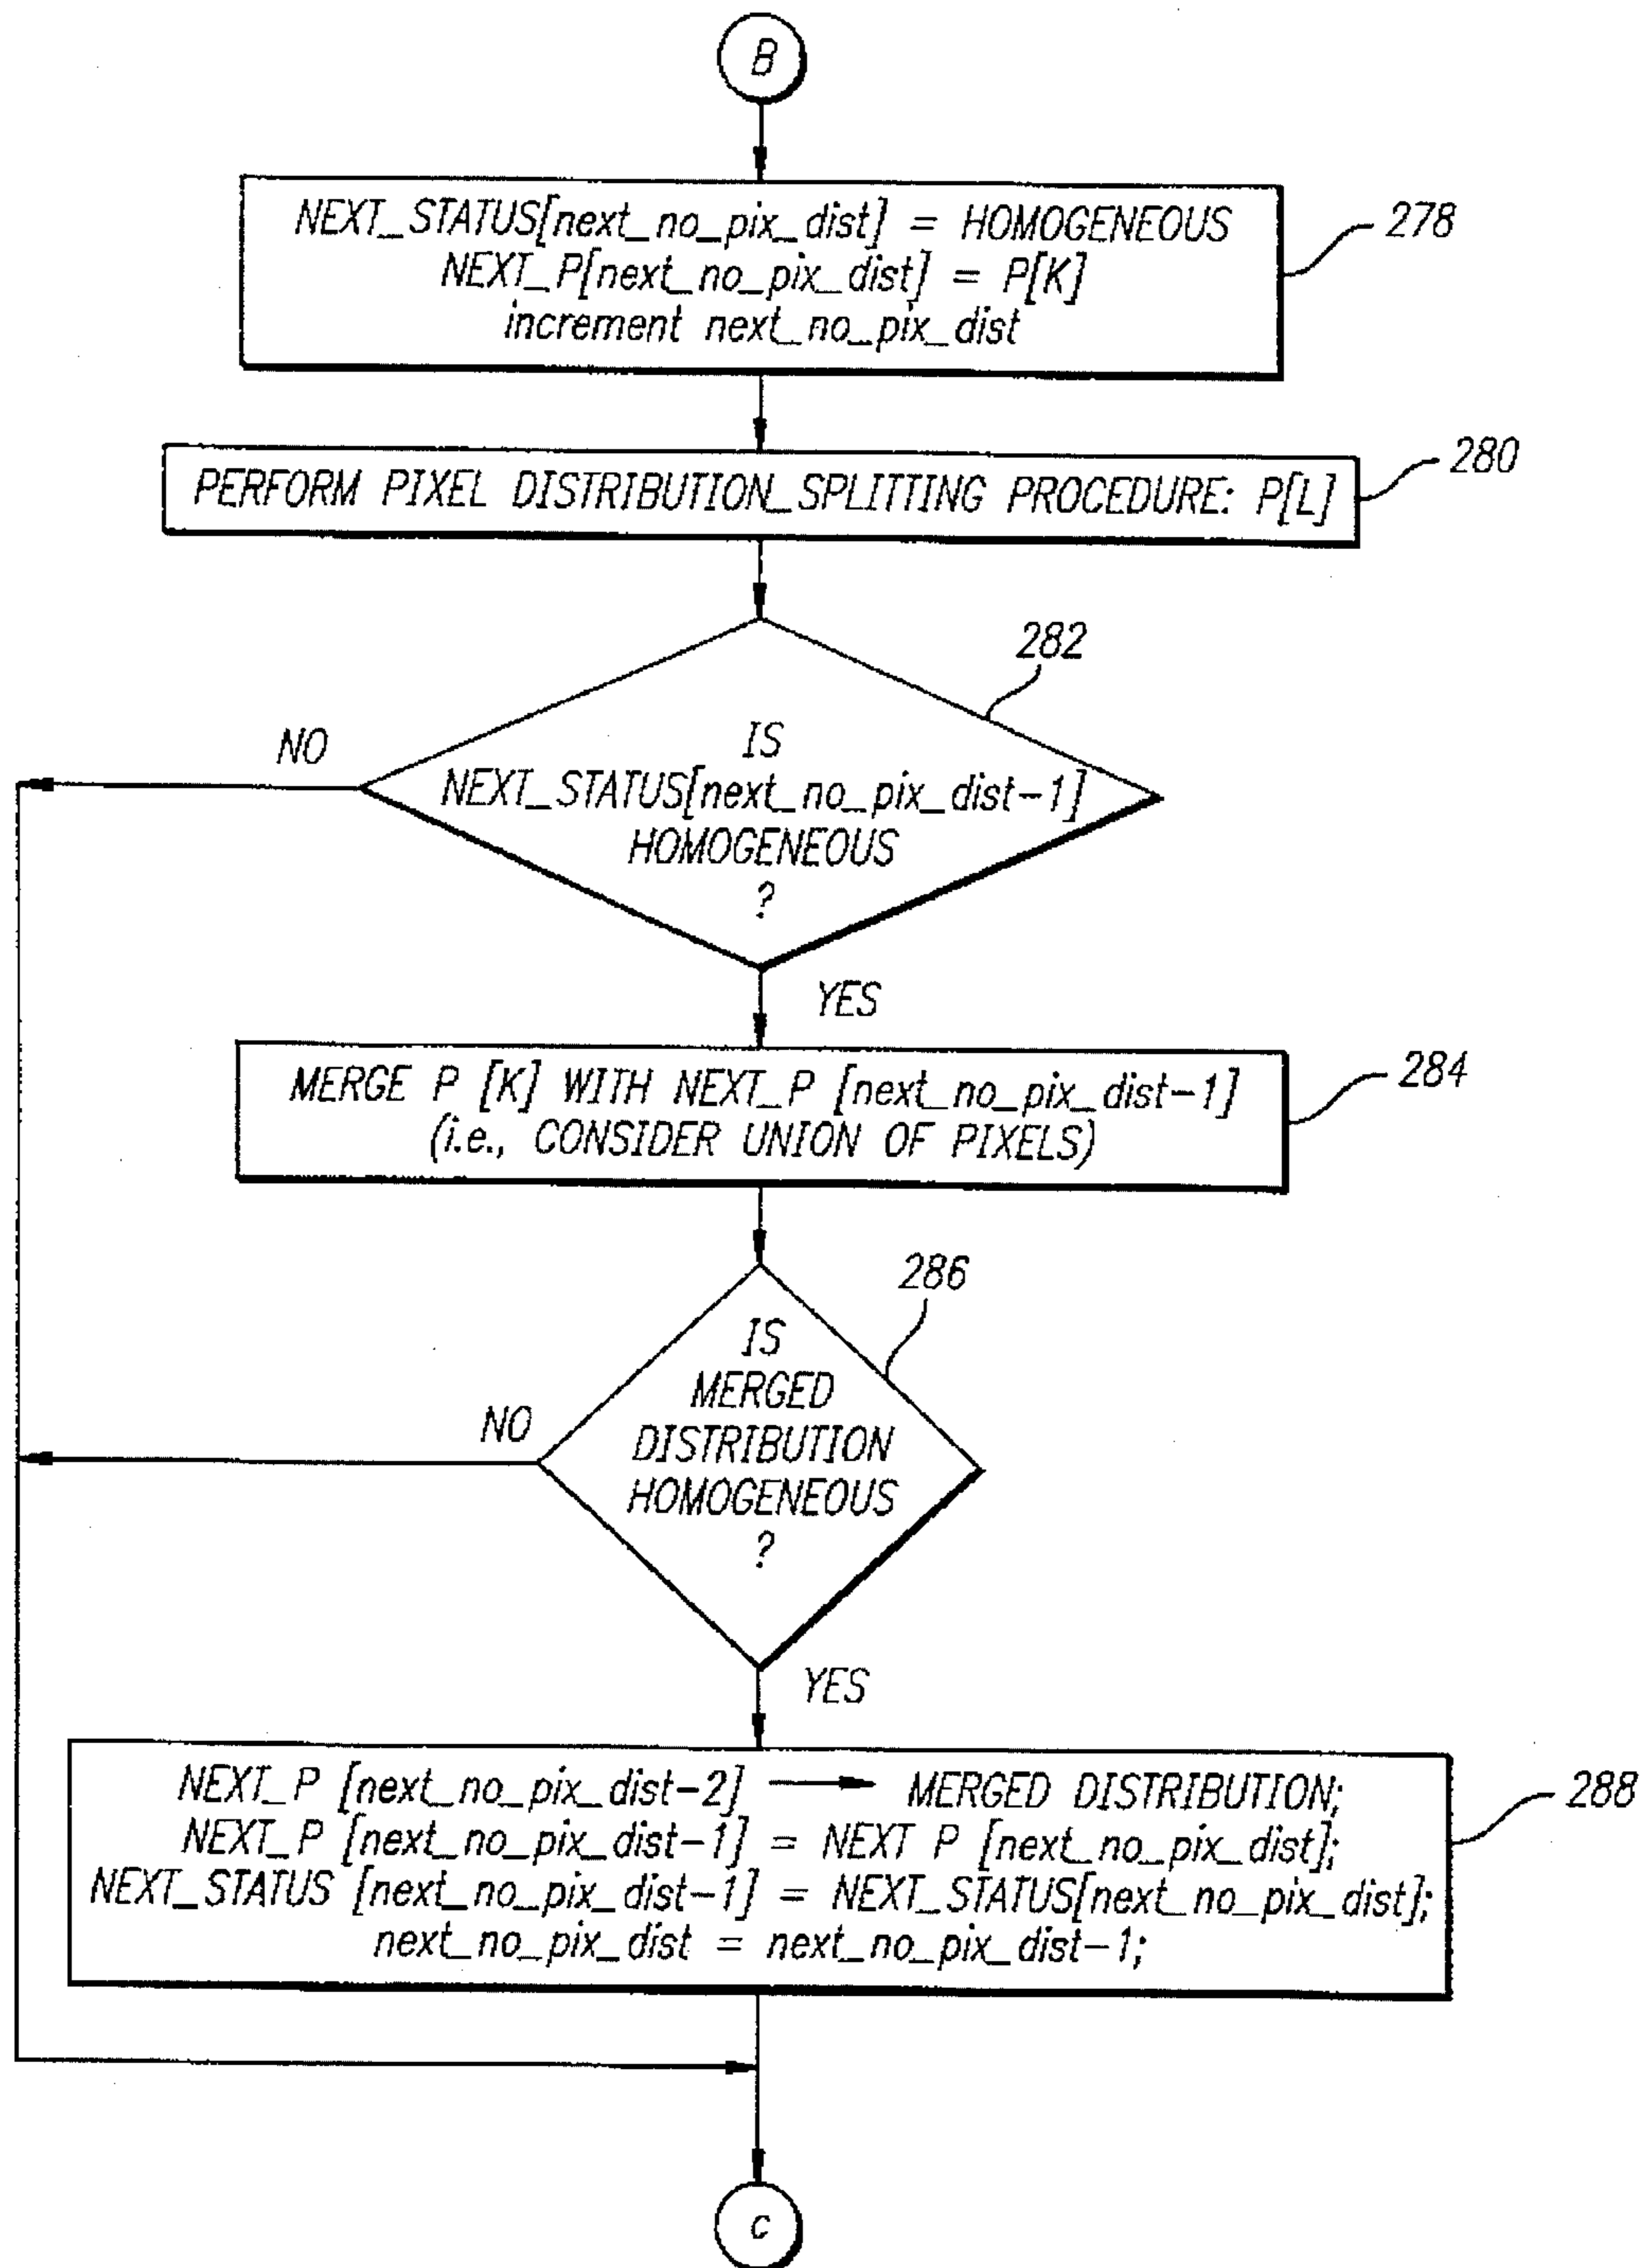 B
NEXT_STATUS[next_no_pix_dist] = HOMOGENEOUS
NEXT_P[next_no_pix_dist] = P[K]
increment next_no_pix_dist
278
PERFORM PIXEL DISTRIBUTION_SPLITTING PROCEDURE: P[L]
280
282
NO
IS
NEXT_STATUS[next_no_pix_dist-1]
HOMOGENEOUS
?
YES
MERGE P [K] WITH NEXT_P [next_no_pix_dist-1]
(i.e., CONSIDER UNION OF PIXELS)
284
286
IS
MERGED
DISTRIBUTION
HOMOGENEOUS
?
NO
YES
NEXT_P [next_no_pix_dist-2] → MERGED DISTRIBUTION;
NEXT_P [next_no_pix_dist-1] = NEXT P [next_no_pix_dist];
NEXT_STATUS [next_no_pix_dist-1] = NEXT_STATUS[next_no_pix_dist];
next_no_pix_dist = next_no_pix_dist-1;
288
c